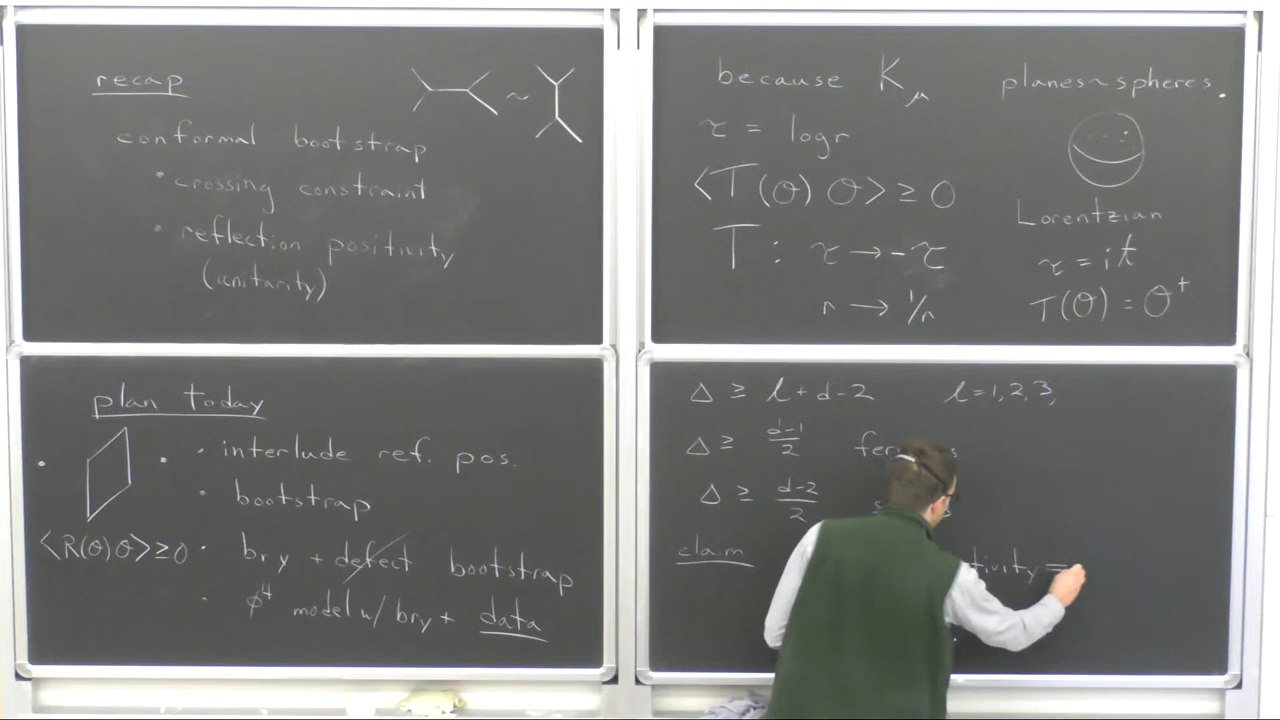 recap
conformal bootstrap
• crossing constraint
• reflection positivity
(unitarity)
~
plan today
• interlude ref. pos.
• bootstrap
⟨R(θ) θ⟩ ≥ 0
• bry + defect bootstrap
• ϕ⁴ model w/ bry + data
because K_μ
planes ~ spheres.
τ = log r
⟨T(θ) θ⟩ ≥ 0
T : τ → -τ
r → 1/r
Lorentzian
τ = it
T(θ) = θ†
Δ ≥ l + d-2   l = 1,2,3,
Δ ≥ (d-1)/2
Δ ≥ (d-2)/2
claim =